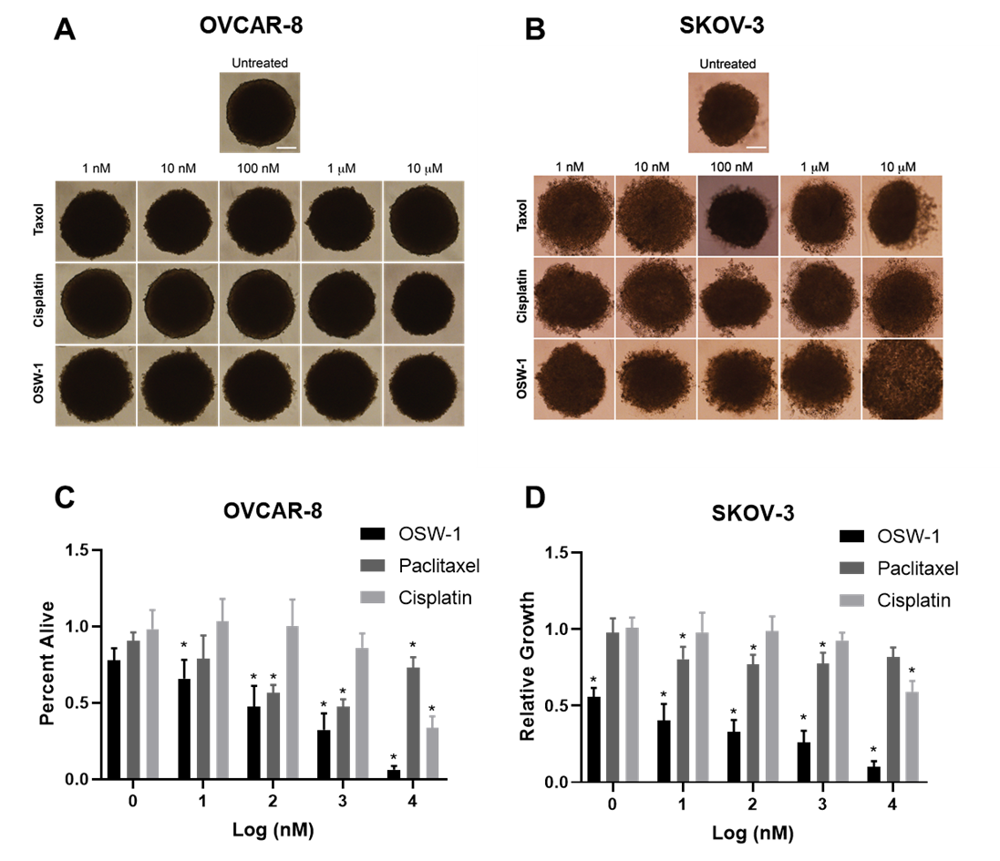 A
OVCAR-8
Untreated
1 nM 10 nM 100 nM 1 μM 10 μM
Taxol
Cisplatin
OSW-1
B
SKOV-3
Untreated
1 nM 10 nM 100 nM 1 μM 10 μM
Taxol
Cisplatin
OSW-1
C
OVCAR-8
OSW-1
Paclitaxel
Cisplatin
Percent Alive
1.5
1.0
0.5
0.0
* * * * * * * *
0 1 2 3 4
Log (nM)
D
SKOV-3
OSW-1
Paclitaxel
Cisplatin
Relative Growth
1.5
1.0
0.5
0.0
* * * * * * * * *
0 1 2 3 4
Log (nM)